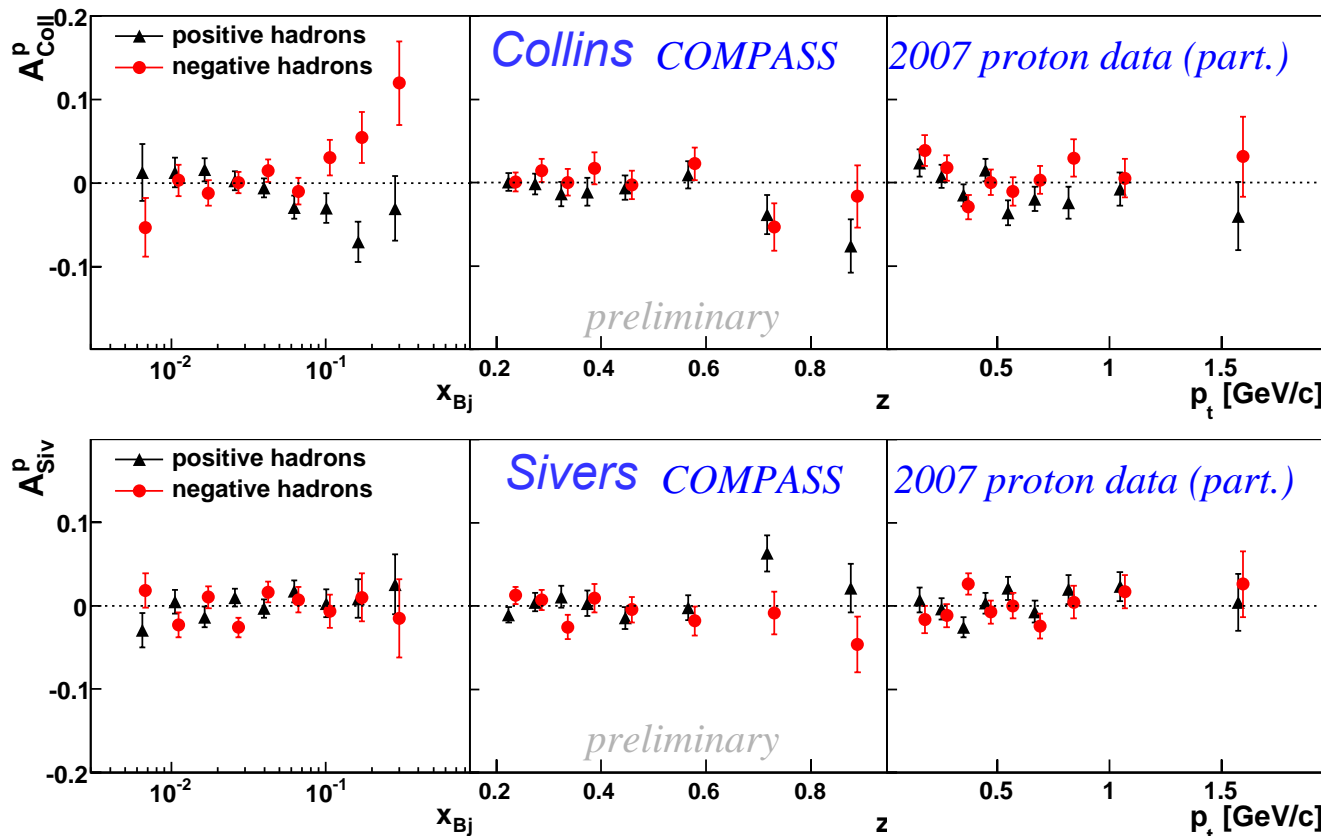 A^p_Coll
0.2
0.1
0
-0.1
positive hadrons
negative hadrons
Collins COMPASS
2007 proton data (part.)
preliminary
10^-2 10^-1
x_Bj
0.2 0.4 0.6 0.8
z
0.5 1 1.5
p_t [GeV/c]
A^p_Siv
0.1
0
-0.1
-0.2
positive hadrons
negative hadrons
Sivers COMPASS
2007 proton data (part.)
preliminary
10^-2 10^-1
x_Bj
0.2 0.4 0.6 0.8
z
0.5 1 1.5
p_t [GeV/c]